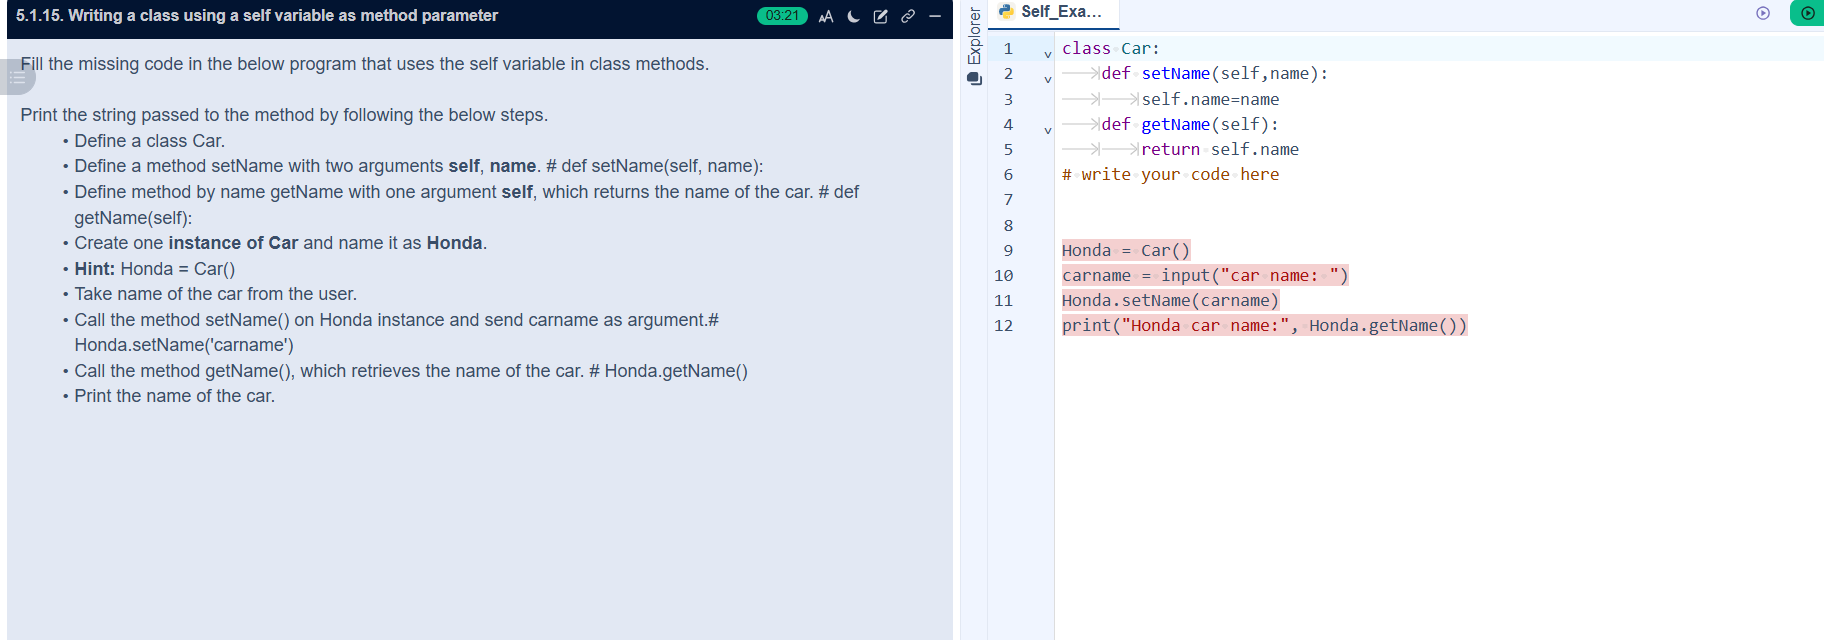 5.1.15. Writing a class using a self variable as method parameter
03:21
AA
Fill the missing code in the below program that uses the self variable in class methods.
Print the string passed to the method by following the below steps.
• Define a class Car.
• Define a method setName with two arguments self, name. # def setName(self, name):
• Define method by name getName with one argument self, which returns the name of the car. # def
getName(self):
• Create one instance of Car and name it as Honda.
• Hint: Honda = Car()
• Take name of the car from the user.
• Call the method setName() on Honda instance and send carname as argument.#
Honda.setName('carname')
• Call the method getName(), which retrieves the name of the car. # Honda.getName()
• Print the name of the car.
Explorer
Self_Exa...
1 class Car:
2 def setName(self,name):
3 self.name=name
4 def getName(self):
5 return self.name
6 # write your code here
7
8
9 Honda = Car()
10 carname = input("car name: ")
11 Honda.setName(carname)
12 print("Honda car name:", Honda.getName())